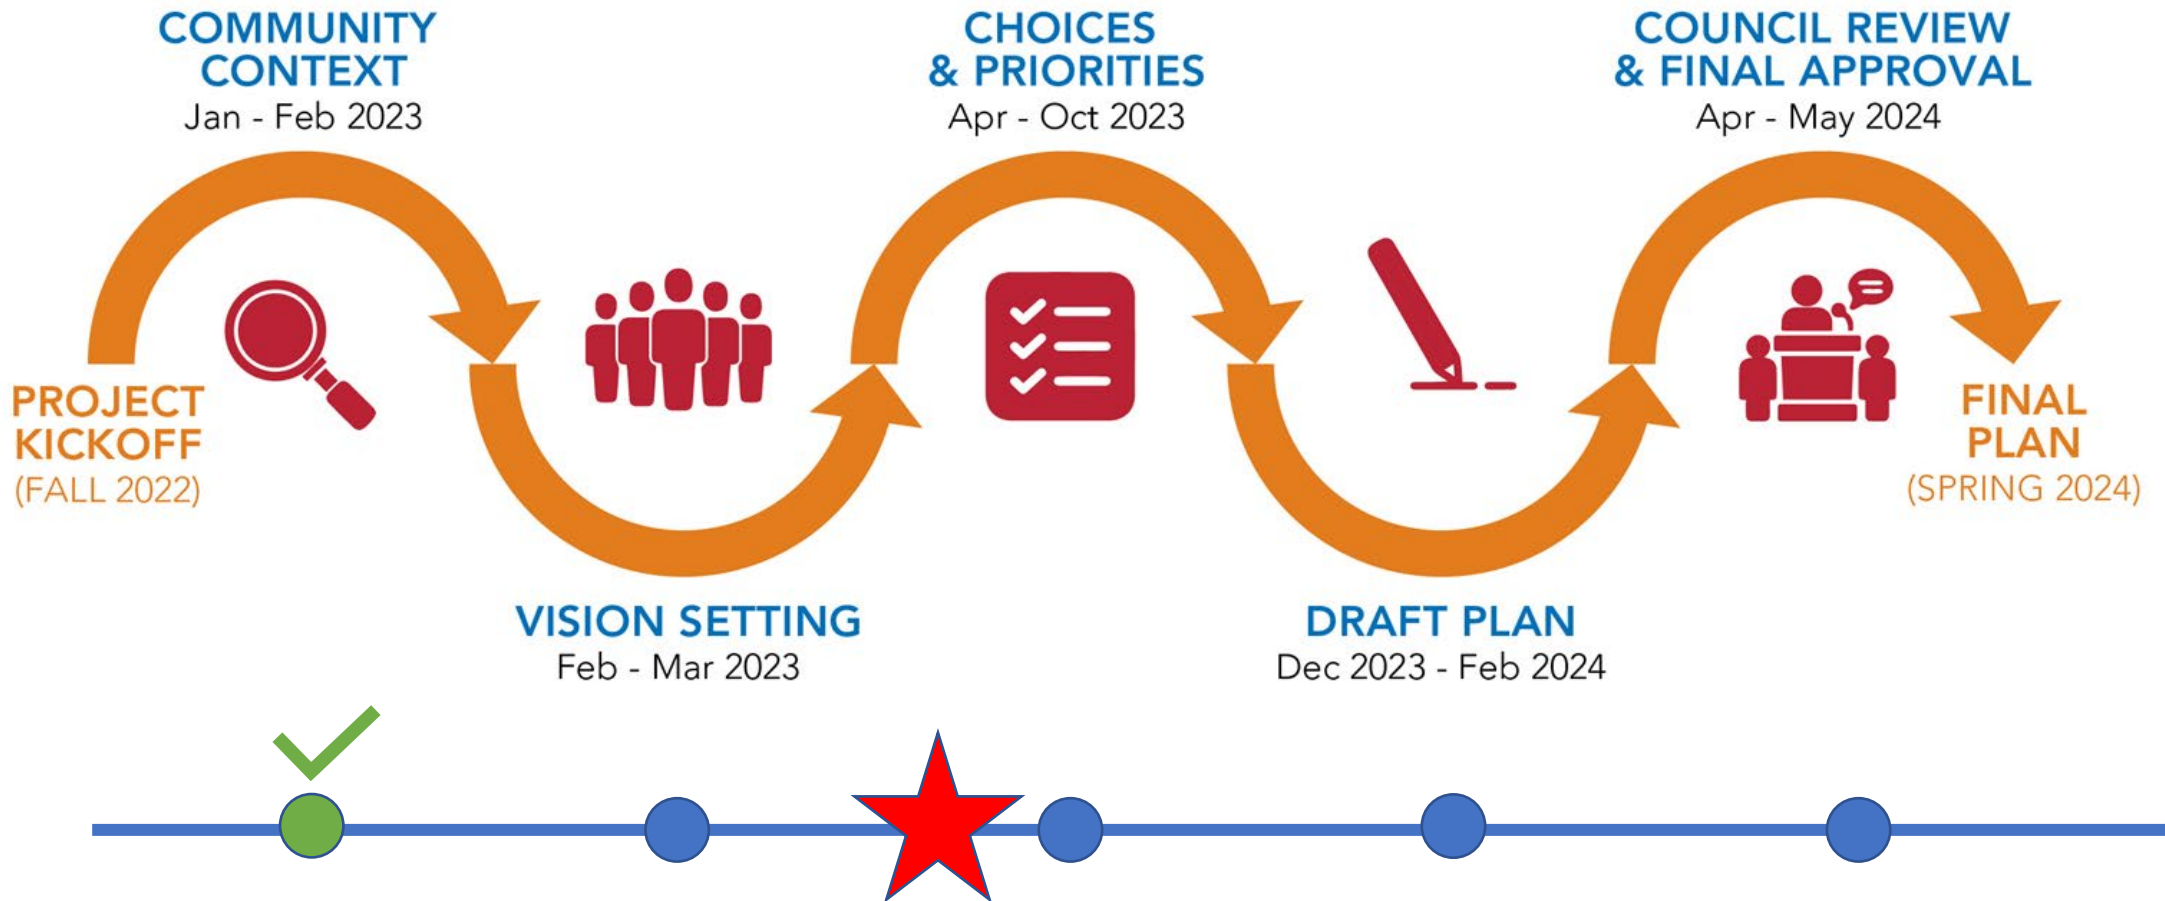 COMMUNITY
CONTEXT
Jan - Feb 2023
CHOICES
& PRIORITIES
Apr - Oct 2023
COUNCIL REVIEW
& FINAL APPROVAL
Apr - May 2024
PROJECT
KICKOFF
(FALL 2022)
FINAL
PLAN
(SPRING 2024)
VISION SETTING
Feb - Mar 2023
DRAFT PLAN
Dec 2023 - Feb 2024